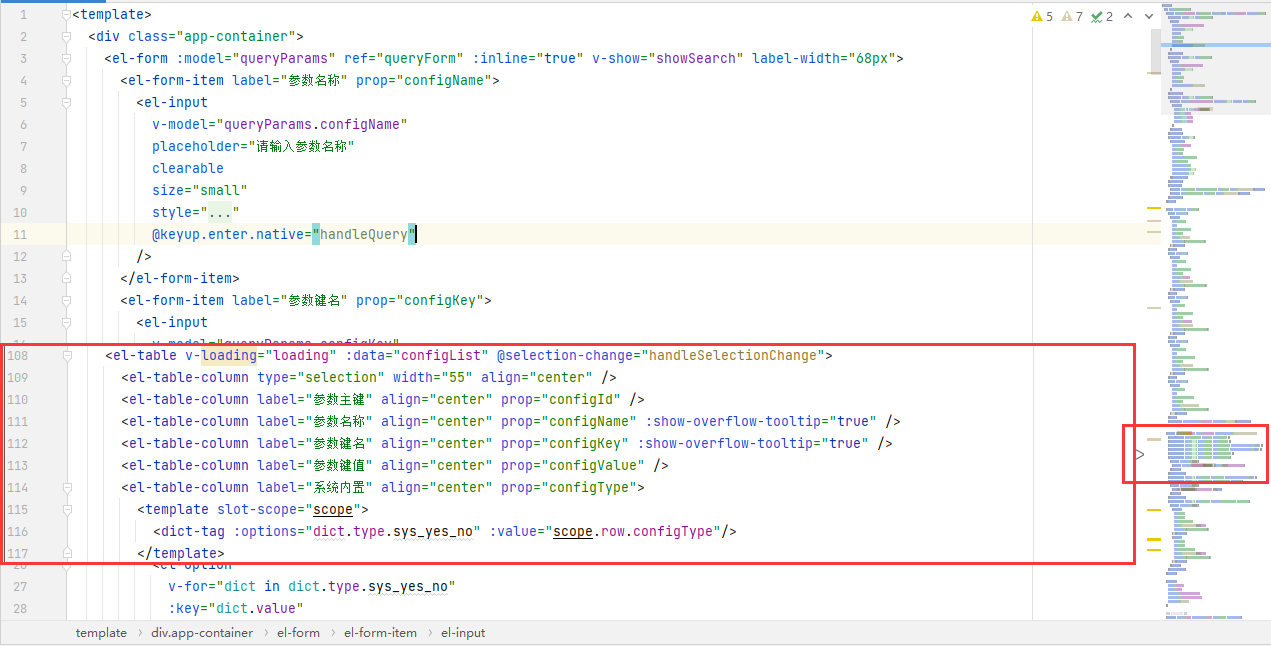 5 7 2
1 <template>
2 <div class="app-container">
3 <el-form :model="queryParams" ref="queryForm" :inline="true" v-show="showSearch" label-width="68px">
4 <el-form-item label="参数名称" prop="configName">
5 <el-input
6 v-model="queryParams.configName"
7 placeholder="请输入参数名称"
8 clearable
9 size="small"
10 style="..."
11 @keyup.enter.native="handleQuery"
12 />
13 </el-form-item>
14 <el-form-item label="参数键名" prop="configKey">
15 <el-input
v-model="queryParams.configKey"
108 <el-table v-loading="loading" :data="configList" @selection-change="handleSelectionChange">
109 <el-table-column type="selection" width="55" align="center" />
110 <el-table-column label="参数主键" align="center" prop="configId" />
111 <el-table-column label="参数名称" align="center" prop="configName" :show-overflow-tooltip="true" />
112 <el-table-column label="参数键名" align="center" prop="configKey" :show-overflow-tooltip="true" />
113 <el-table-column label="参数键值" align="center" prop="configValue" />
114 <el-table-column label="系统内置" align="center" prop="configType">
115 <template slot-scope="scope">
116 <dict-tag :options="dict.type.sys_yes_no" :value="scope.row.configType"/>
117 </template>
26 <el-option
27 v-for="dict in dict.type.sys_yes_no"
28 :key="dict.value"
template › div.app-container › el-form › el-form-item › el-input